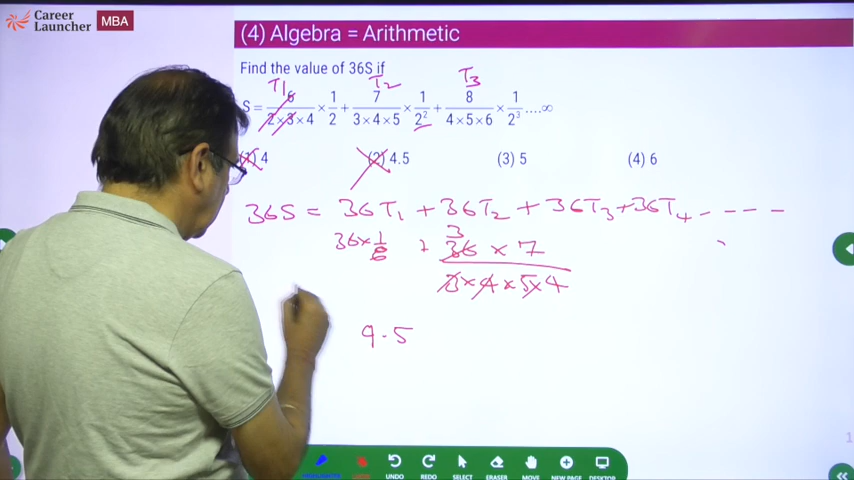 Career
Launcher MBA
(4) Algebra = Arithmetic
Find the value of 36S if
T1 T2 T3
S = 6/(2×3×4) × 1/2 + 7/(3×4×5) × 1/2² + 8/(4×5×6) × 1/2³ ....∞
(1) 4 (2) 4.5 (3) 5 (4) 6
36S = 36T₁ + 36T₂ + 36T₃ + 36T₄ - - - -
36×1/8 + 3 36 × 7
3×4×5×4
9.5
UNDO REDO SELECT ERASER MOVE NEW PAGE DESKTOP